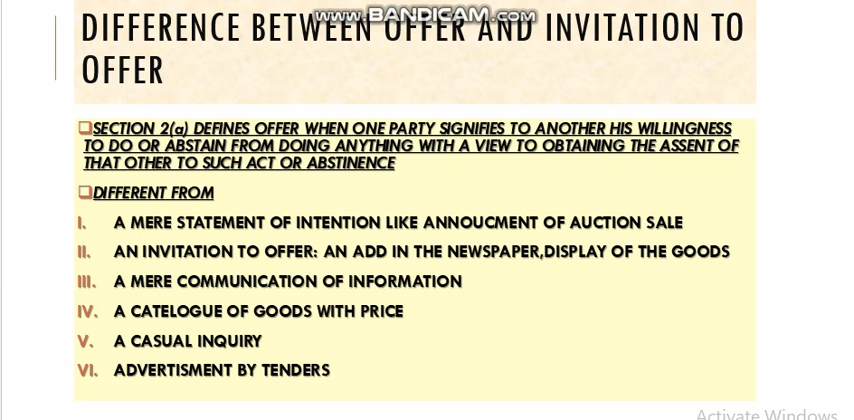 WWW.BANDICAM.COM
DIFFERENCE BETWEEN OFFER AND INVITATION TO
OFFER
SECTION 2(a) DEFINES OFFER WHEN ONE PARTY SIGNIFIES TO ANOTHER HIS WILLINGNESS
TO DO OR ABSTAIN FROM DOING ANYTHING WITH A VIEW TO OBTAINING THE ASSENT OF
THAT OTHER TO SUCH ACT OR ABSTINENCE
DIFFERENT FROM
I. A MERE STATEMENT OF INTENTION LIKE ANNOUCMENT OF AUCTION SALE
II. AN INVITATION TO OFFER: AN ADD IN THE NEWSPAPER,DISPLAY OF THE GOODS
III. A MERE COMMUNICATION OF INFORMATION
IV. A CATELOGUE OF GOODS WITH PRICE
V. A CASUAL INQUIRY
VI. ADVERTISMENT BY TENDERS
Activate Windows